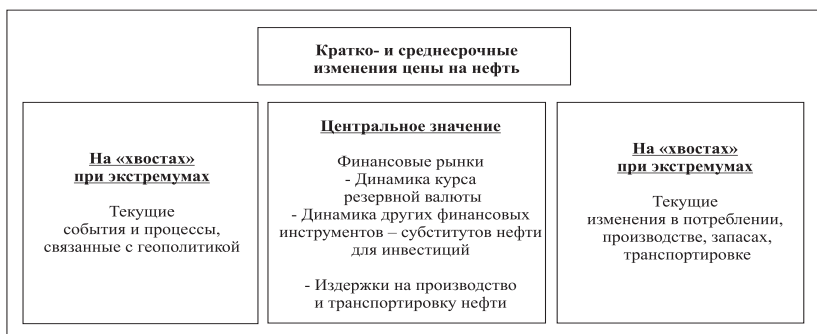 Кратко- и среднесрочные
изменения цены на нефть
На «хвостах»
при экстремумах
Текущие
события и процессы,
связанные с геополитикой
Центральное значение
Финансовые рынки
- Динамика курса
резервной валюты
- Динамика других финансовых
инструментов – субститутов нефти
для инвестиций
- Издержки на производство
и транспортировку нефти
На «хвостах»
при экстремумах
Текущие
изменения в потреблении,
производстве, запасах,
транспортировке